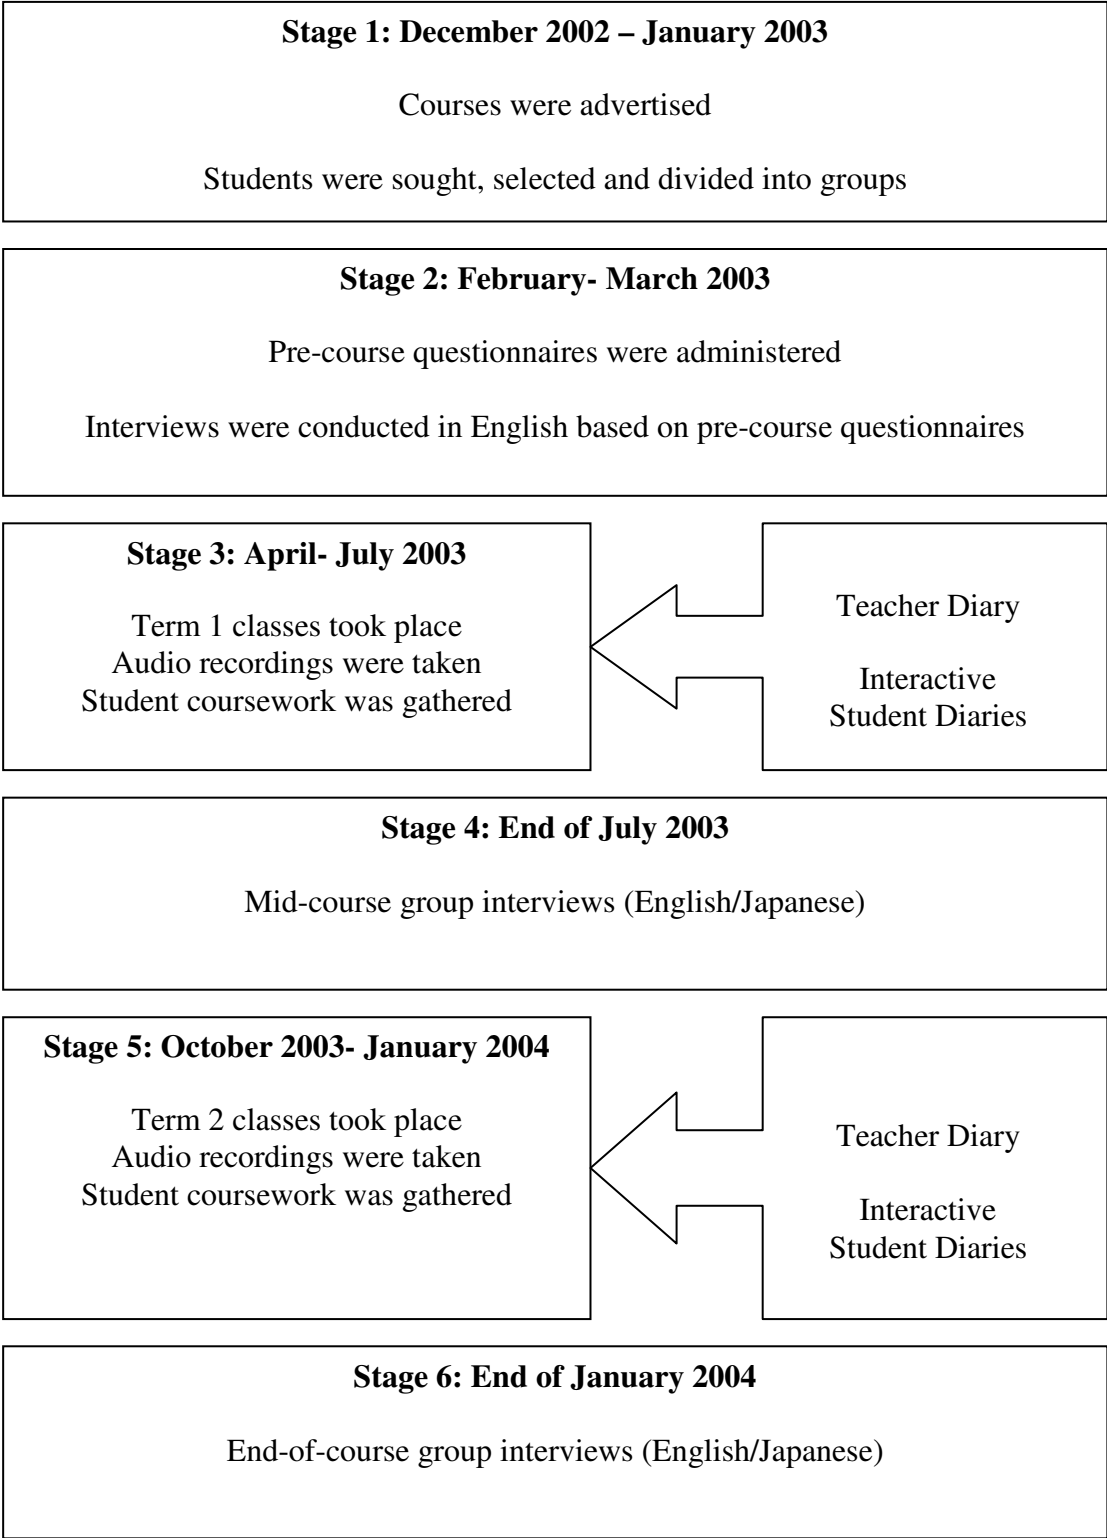 Stage 1: December 2002 – January 2003
Courses were advertised
Students were sought, selected and divided into groups
Stage 2: February- March 2003
Pre-course questionnaires were administered
Interviews were conducted in English based on pre-course questionnaires
Stage 3: April- July 2003
Term 1 classes took place
Audio recordings were taken
Student coursework was gathered
Teacher Diary
Interactive
Student Diaries
Stage 4: End of July 2003
Mid-course group interviews (English/Japanese)
Stage 5: October 2003- January 2004
Term 2 classes took place
Audio recordings were taken
Student coursework was gathered
Teacher Diary
Interactive
Student Diaries
Stage 6: End of January 2004
End-of-course group interviews (English/Japanese)